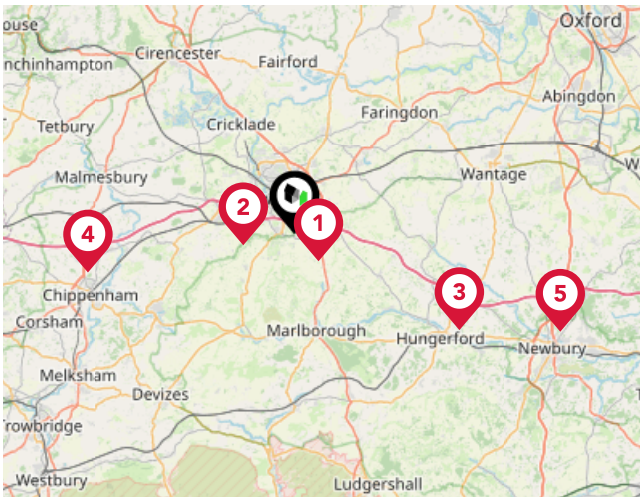 ouse
Oxford
Cirencester
nchinhampton
Fairford
Abingdon
Faringdon
Tetbury
Cricklade
W
Malmesbury
Wantage
2
1
4
3
5
Chippenham
Corsham
Marlborough
Hungerford
Newbury
Melksham
Devizes
Trowbridge
Westbury
Ludgershall